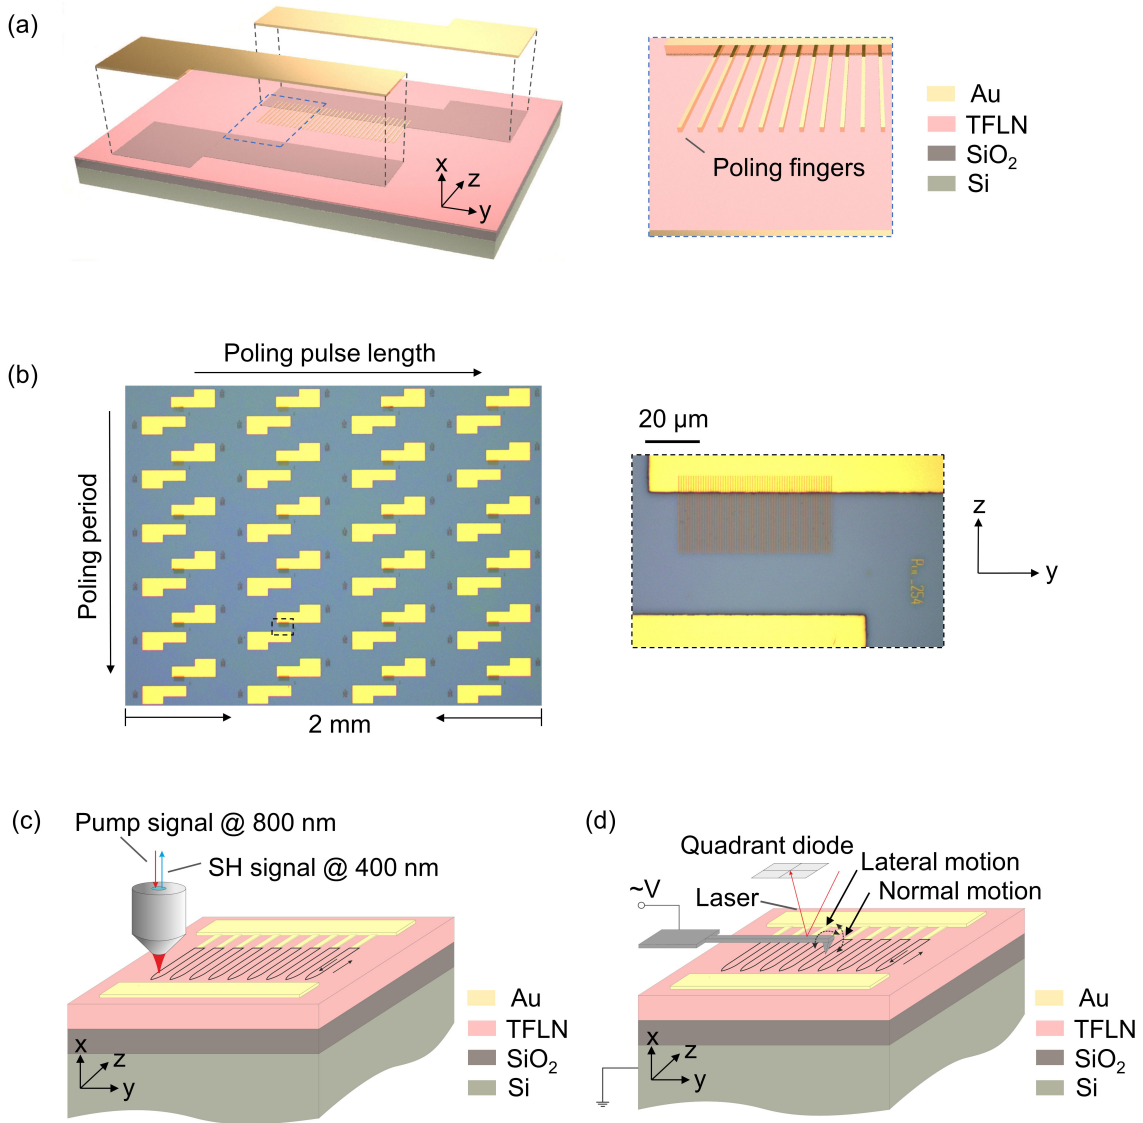 (a)
x
z
y
Poling fingers
Au
TFLN
SiO₂
Si
(b)
Poling pulse length
Poling period
2 mm
20 µm
z
y
(c)
Pump signal @ 800 nm
SH signal @ 400 nm
x
z
y
Au
TFLN
SiO₂
Si
(d)
Quadrant diode
Lateral motion
Normal motion
Laser
~V
x
z
y
Au
TFLN
SiO₂
Si